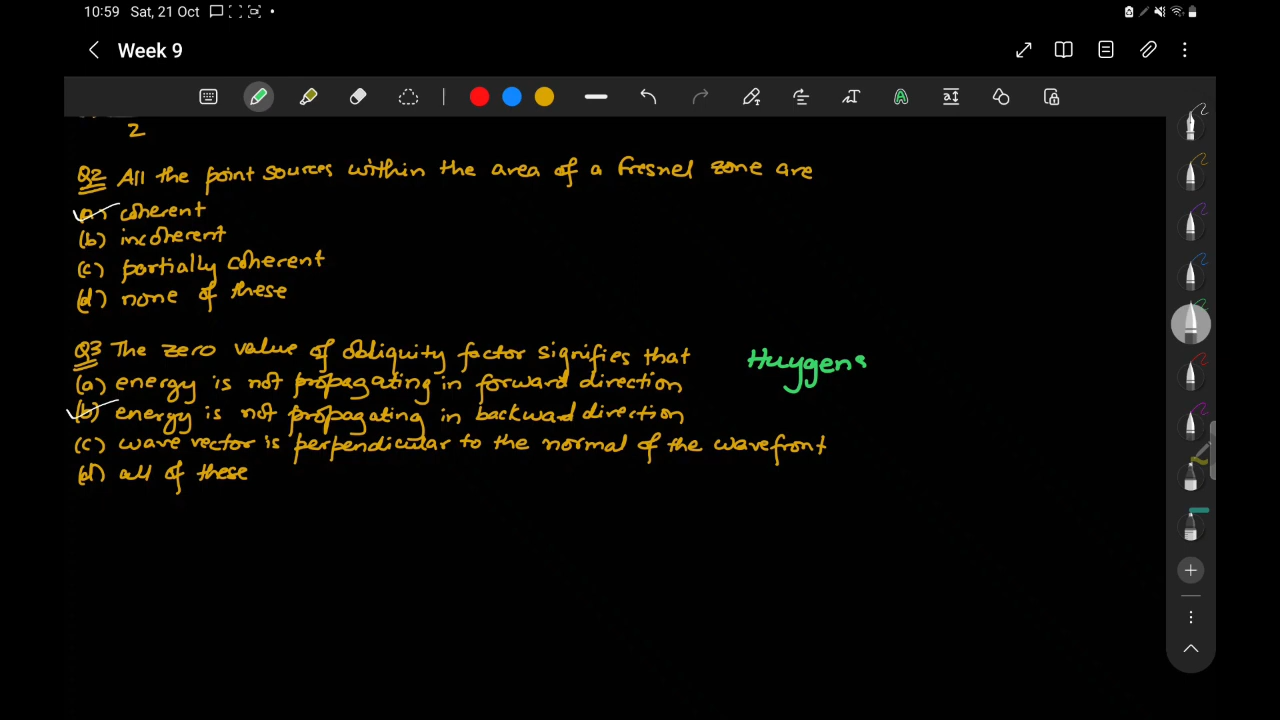 10:59 Sat, 21 Oct
Week 9
2
Q2 All the point sources within the area of a fresnel zone are
(a) coherent
(b) incoherent
(c) partially coherent
(d) none of these
Q3 The zero value of obliquity factor signifies that
Huygens
(a) energy is not propagating in forward direction
(b) energy is not propagating in backward direction
(c) wave vector is perpendicular to the normal of the wavefront
(d) all of these